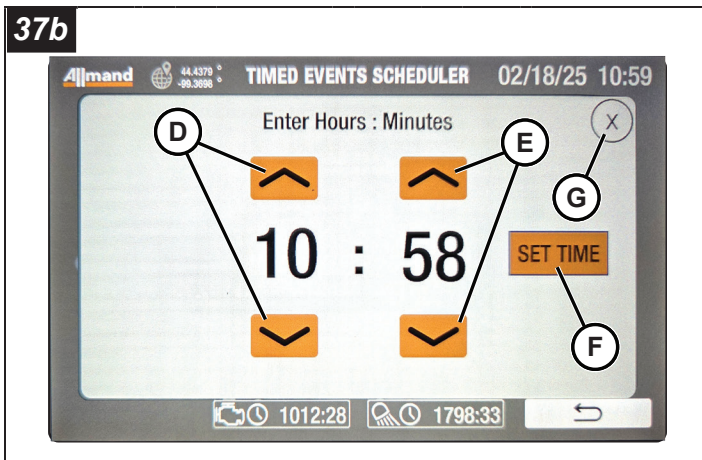 37b
Allmand 44.4379 ° -99.3698 ° TIMED EVENTS SCHEDULER 02/18/25 10:59
Enter Hours : Minutes
X
D
E
G
10 : 58
SET TIME
F
1012:28 1798:33